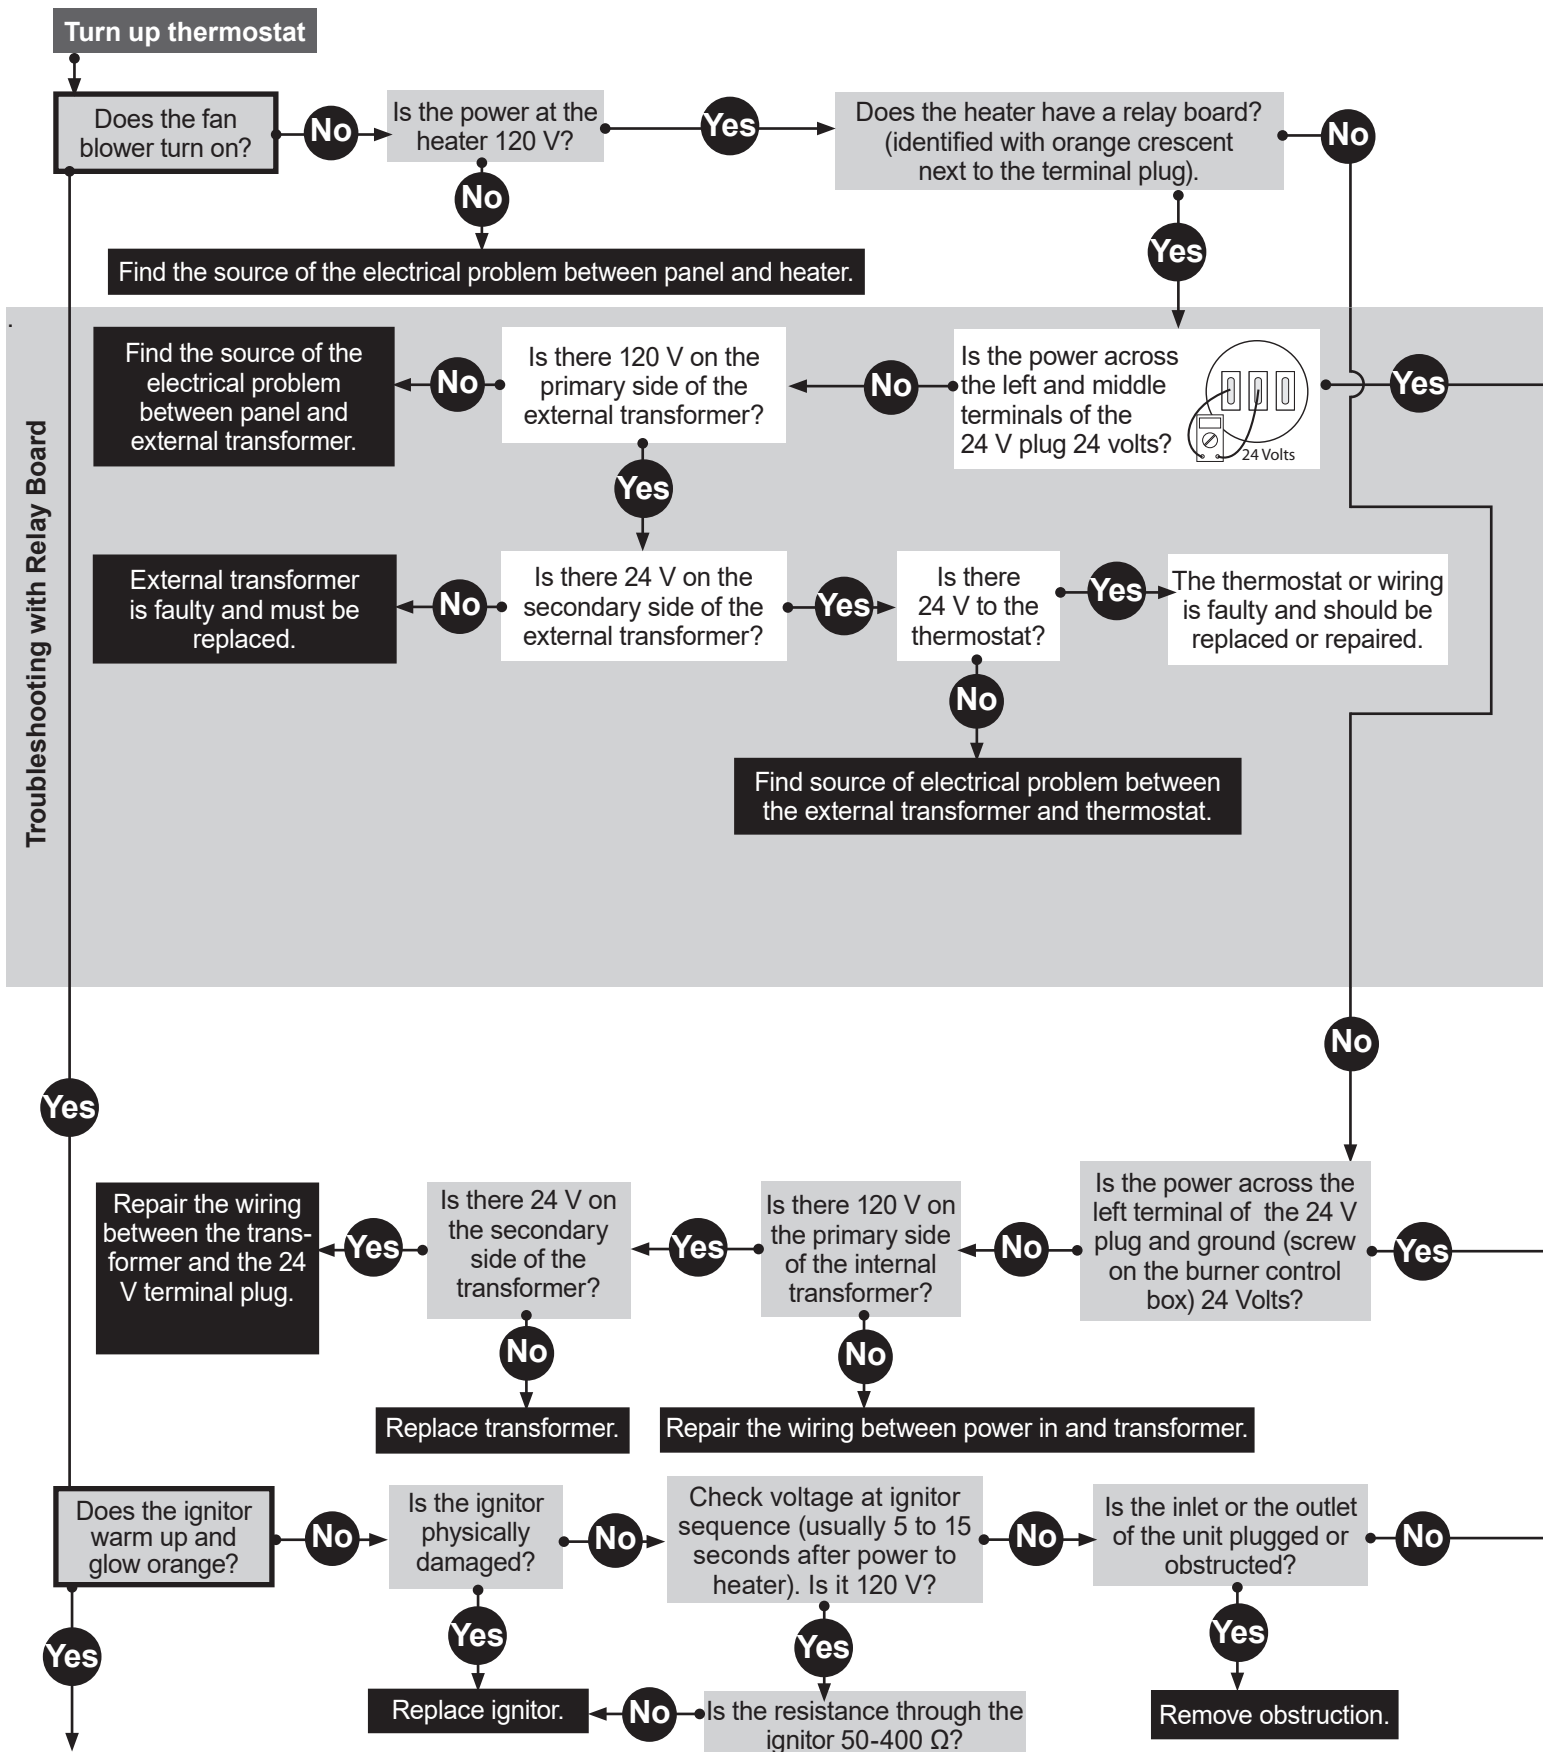 Turn up thermostat
Does the fan
blower turn on?
No
Is the power at the
heater 120 V?
Yes
Does the heater have a relay board?
(identified with orange crescent
next to the terminal plug).
No
No
Yes
Find the source of the electrical problem between panel and heater.
.
Troubleshooting with Relay Board
Find the source of the
electrical problem
between panel and
external transformer.
No
Is there 120 V on the
primary side of the
external transformer?
No
Is the power across
the left and middle
terminals of the
24 V plug 24 volts?
24 Volts
Yes
Yes
External transformer
is faulty and must be
replaced.
No
Is there 24 V on the
secondary side of the
external transformer?
Yes
Is there
24 V to the
thermostat?
Yes
The thermostat or wiring
is faulty and should be
replaced or repaired.
No
Find source of electrical problem between
the external transformer and thermostat.
No
Yes
Repair the wiring
between the trans-
former and the 24
V terminal plug.
Yes
Is there 24 V on
the secondary
side of the
transformer?
Yes
Is there 120 V on
the primary side
of the internal
transformer?
No
Is the power across the
left terminal of the 24 V
plug and ground (screw
on the burner control
box) 24 Volts?
Yes
No
No
Replace transformer.
Repair the wiring between power in and transformer.
Does the ignitor
warm up and
glow orange?
No
Is the ignitor
physically
damaged?
No
Check voltage at ignitor
sequence (usually 5 to 15
seconds after power to
heater). Is it 120 V?
No
Is the inlet or the outlet
of the unit plugged or
obstructed?
No
Yes
Yes
Yes
Yes
Replace ignitor.
No
Is the resistance through the
ignitor 50-400 Ω?
Remove obstruction.